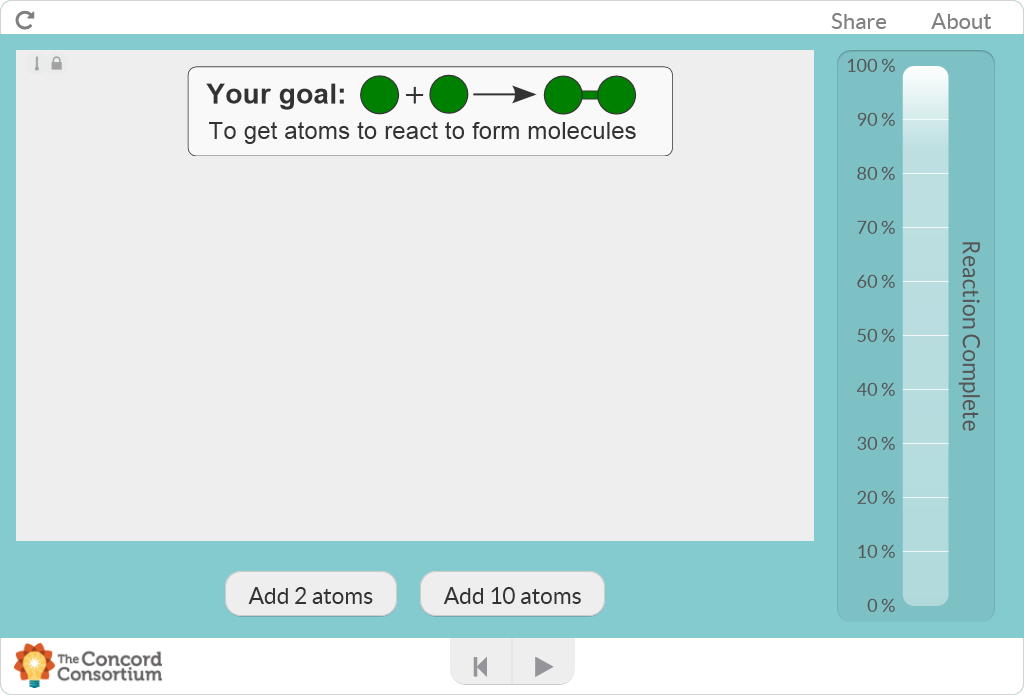 Share About
Your goal: +
To get atoms to react to form molecules
100 %
90 %
80 %
70 %
60 %
50 %
40 %
30 %
20 %
10 %
0 %
Reaction Complete
Add 2 atoms Add 10 atoms
The Concord
Consortium